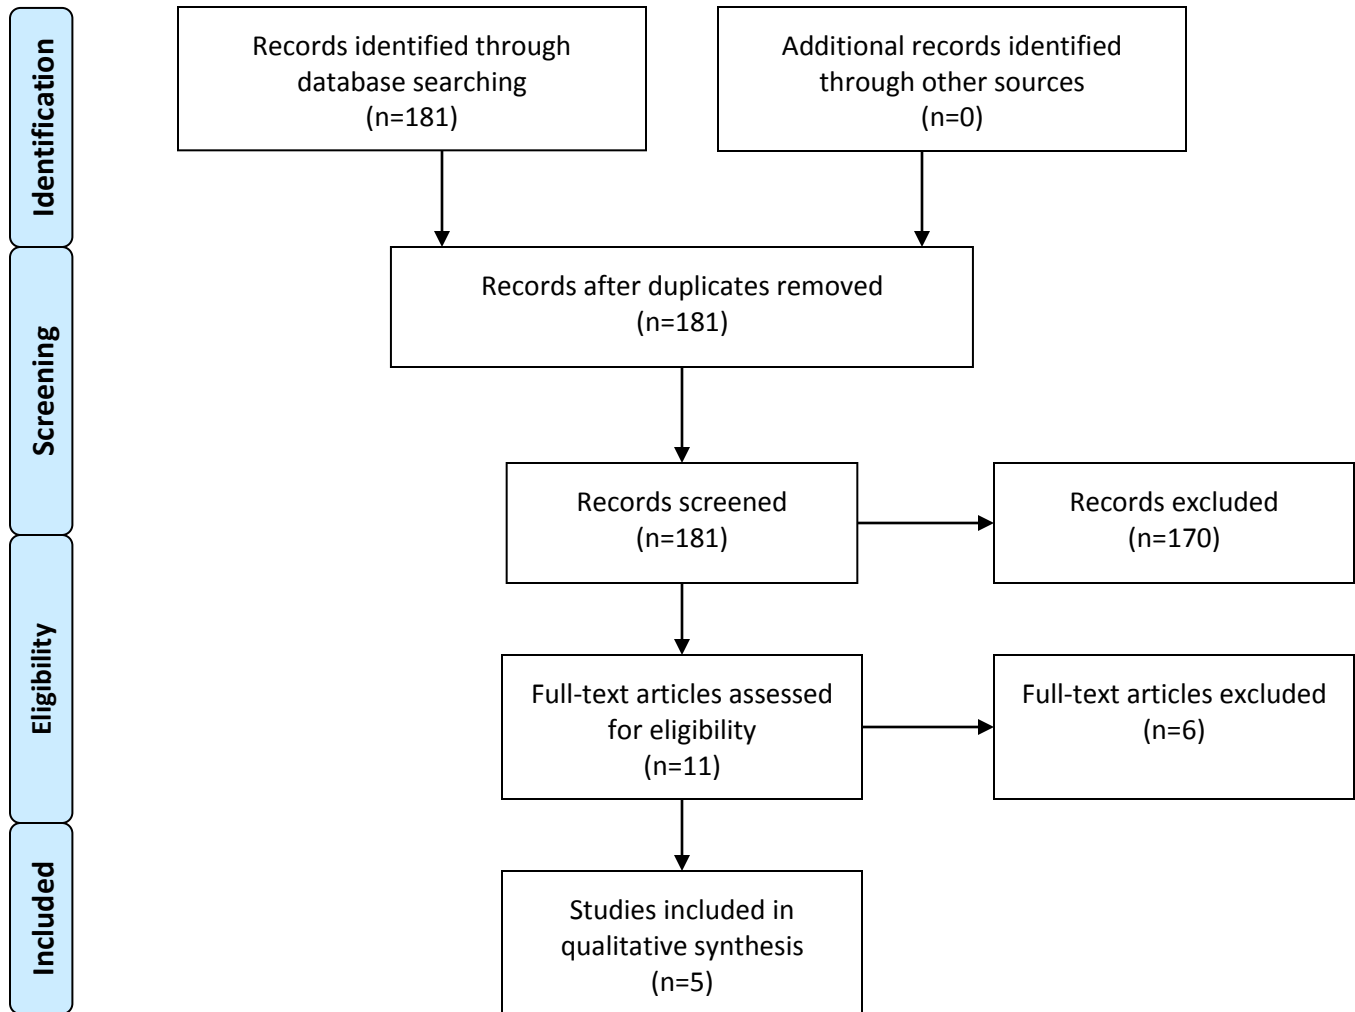 Identification
Records identified through
database searching
(n=181)
Additional records identified
through other sources
(n=0)
Screening
Records after duplicates removed
(n=181)
Records screened
(n=181)
Records excluded
(n=170)
Eligibility
Full-text articles assessed
for eligibility
(n=11)
Full-text articles excluded
(n=6)
Included
Studies included in
qualitative synthesis
(n=5)